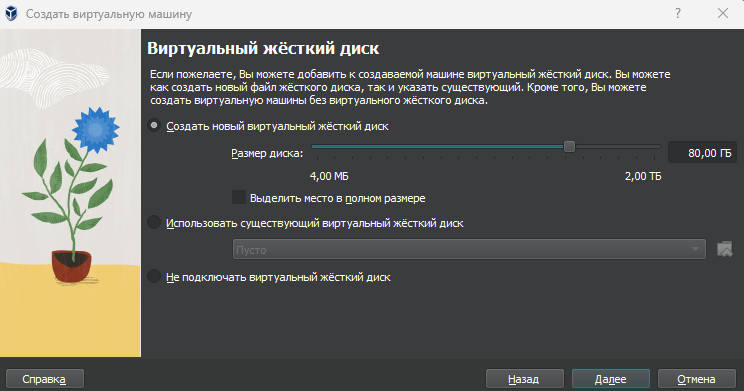 Создать виртуальную машину
Виртуальный жёсткий диск
Если пожелаете, Вы можете добавить к создаваемой машине виртуальный жёсткий диск. Вы можете
как создать новый файл жёсткого диска, так и указать существующий. Кроме того, Вы можете
создать виртуальную машины без виртуального жёсткого диска.
Создать новый виртуальный жёсткий диск
Размер диска:
80,00 ГБ
4,00 МБ
2,00 ТБ
Выделить место в полном размере
Использовать существующий виртуальный жёсткий диск
Пусто
Не подключать виртуальный жёсткий диск
Справка
Назад
Далее
Отмена